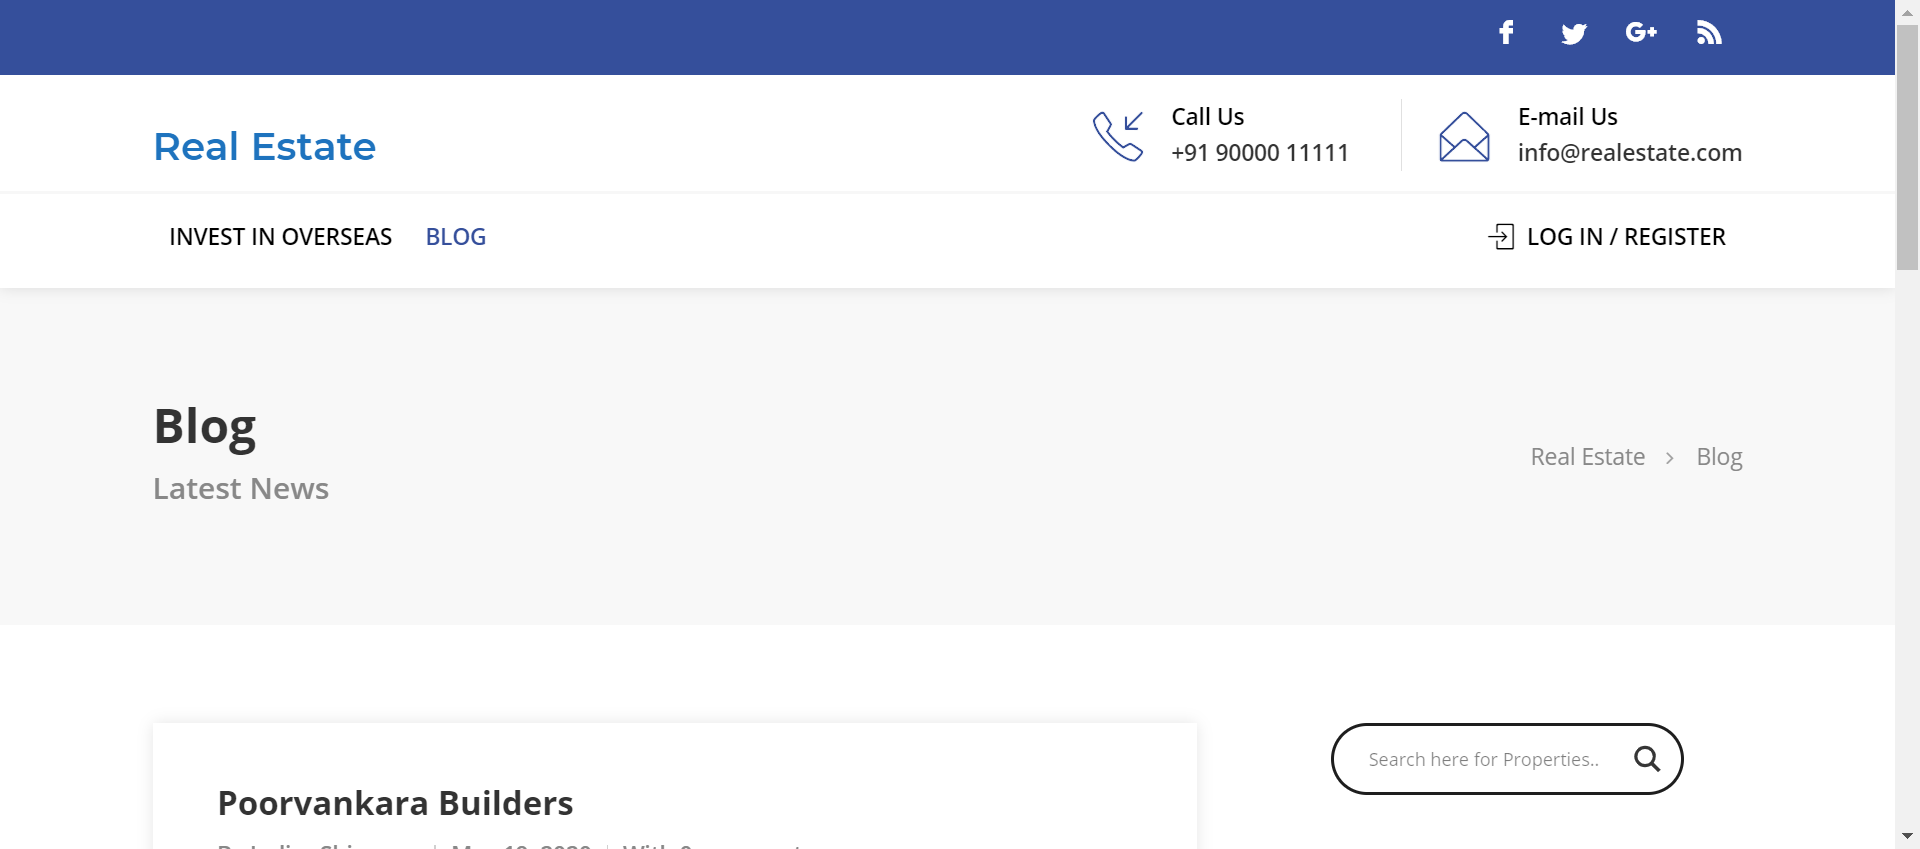 Call Us
+91 90000 11111
E-mail Us
info@realestate.com
Real Estate
INVEST IN OVERSEAS
BLOG
LOG IN / REGISTER
Blog
Latest News
Real Estate > Blog
Search here for Properties..
Poorvankara Builders